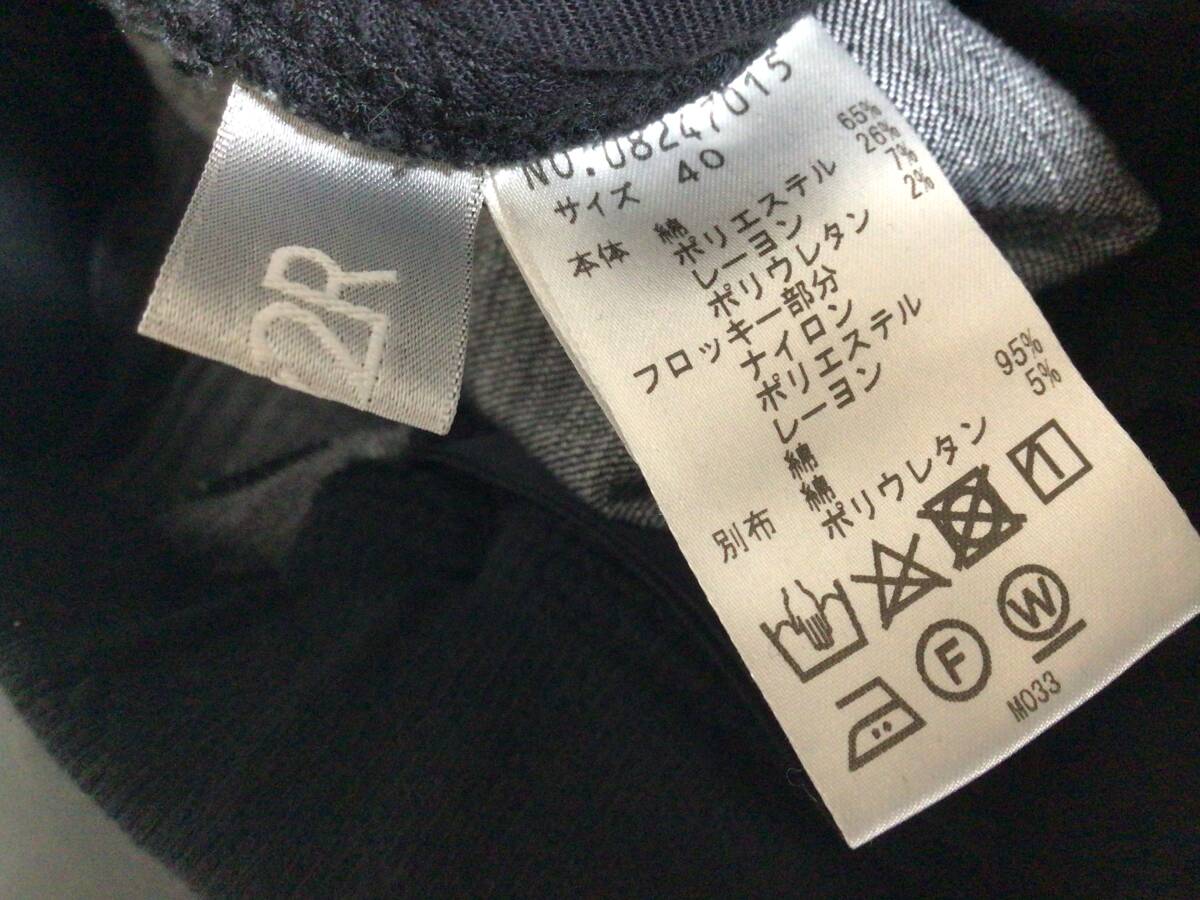 2R
NO.08247015
サイズ 40
本体 綿 65%
ポリエステル 26%
レーヨン 7%
ポリウレタン 2%
フロッキー部分
ナイロン
ポリエステル
レーヨン
綿
別布 綿 95%
ポリウレタン 5%
1
F
W
M033